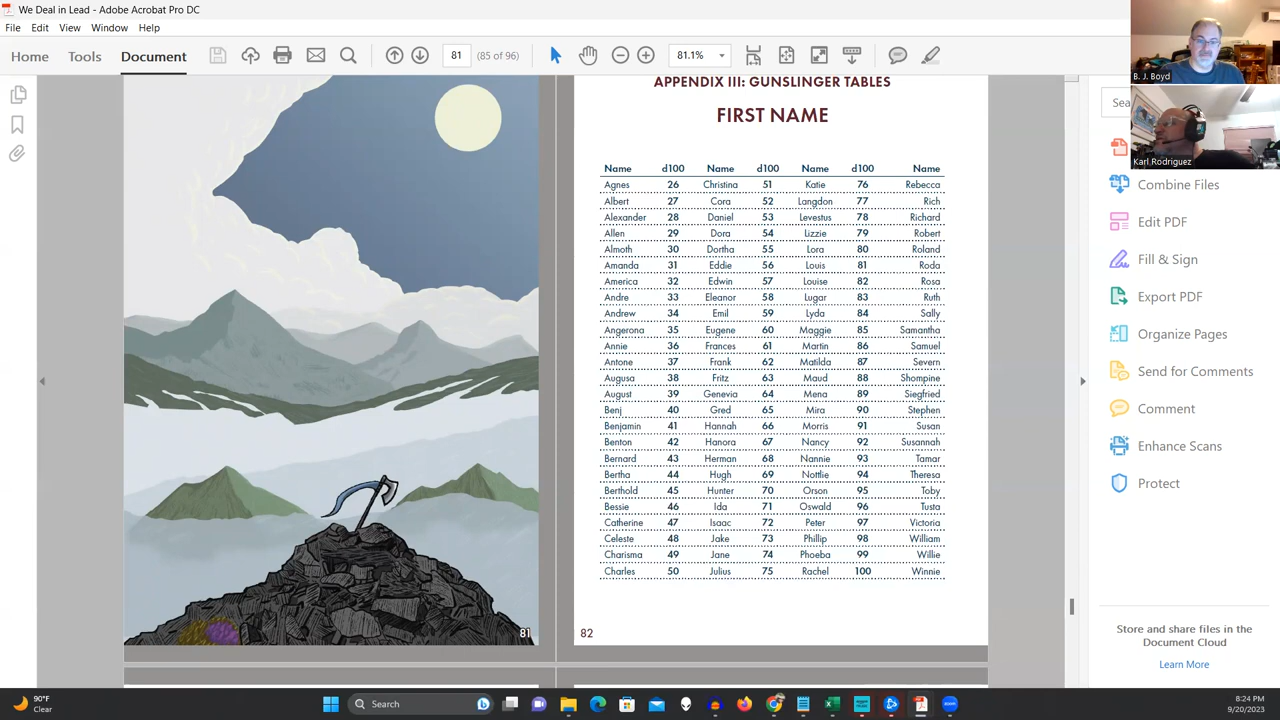 We Deal in Lead - Adobe Acrobat Pro DC
File Edit View Window Help
Home Tools Document 81 (85 of 96) 81.1%
B. J. Boyd
Karl Rodriguez
APPENDIX III: GUNSLINGER TABLES
FIRST NAME
Name d100 Name d100 Name d100 Name
Agnes 26 Christina 51 Katie 76 Rebecca
Albert 27 Cora 52 Langdon 77 Rich
Alexander 28 Daniel 53 Levestus 78 Richard
Allen 29 Dora 54 Lizzie 79 Robert
Almoth 30 Dortha 55 Lora 80 Roland
Amanda 31 Eddie 56 Louis 81 Roda
America 32 Edwin 57 Louise 82 Rosa
Andre 33 Eleanor 58 Lugar 83 Ruth
Andrew 34 Emil 59 Lyda 84 Sally
Angerona 35 Eugene 60 Maggie 85 Samantha
Annie 36 Frances 61 Martin 86 Samuel
Antone 37 Frank 62 Matilda 87 Severn
Augusa 38 Fritz 63 Maud 88 Shompine
August 39 Genevia 64 Mena 89 Siegfried
Benj 40 Gred 65 Mira 90 Stephen
Benjamin 41 Hannah 66 Morris 91 Susan
Benton 42 Hanora 67 Nancy 92 Susannah
Bernard 43 Herman 68 Nannie 93 Tamar
Bertha 44 Hugh 69 Nottlie 94 Theresa
Berthold 45 Hunter 70 Orson 95 Toby
Bessie 46 Ida 71 Oswald 96 Tusta
Catherine 47 Isaac 72 Peter 97 Victoria
Celeste 48 Jake 73 Phillip 98 William
Charisma 49 Jane 74 Phoeba 99 Willie
Charles 50 Julius 75 Rachel 100 Winnie
81
82
Sea
Combine Files
Edit PDF
Fill & Sign
Export PDF
Organize Pages
Send for Comments
Comment
Enhance Scans
Protect
Store and share files in the
Document Cloud
Learn More
90°F
Clear
Search
8:24 PM
9/20/2023